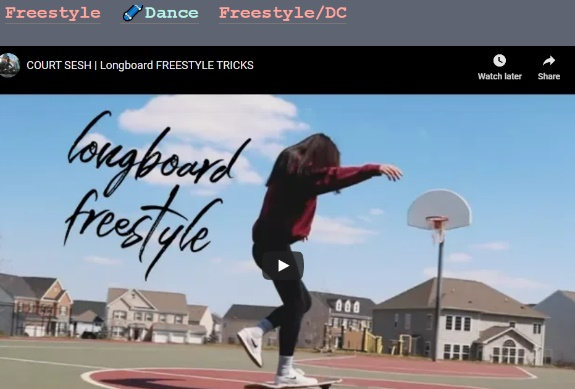 Freestyle Dance Freestyle/DC
COURT SESH | Longboard FREESTYLE TRICKS
Watch later Share
longboard
freestyle